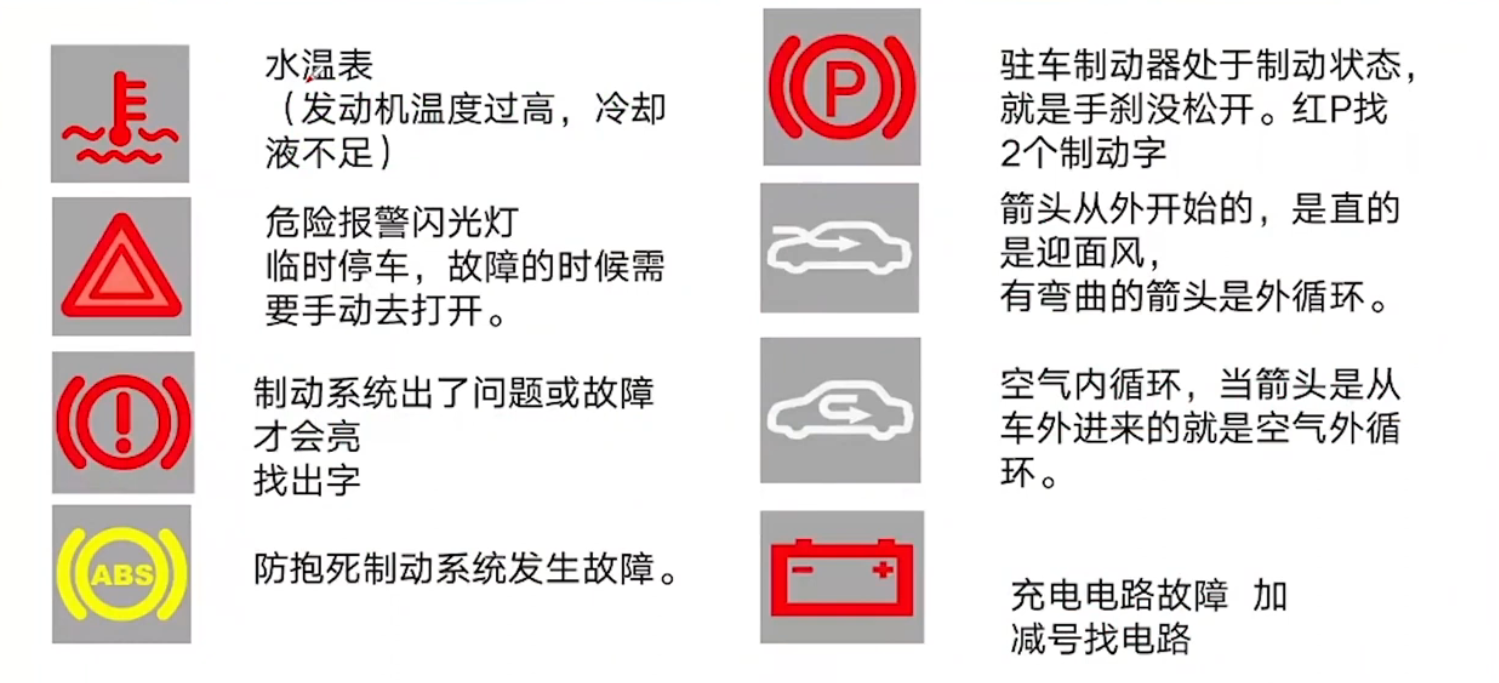 水温表
（发动机温度过高，冷却
液不足）
危险报警闪光灯
临时停车，故障的时候需
要手动去打开。
制动系统出了问题或故障
才会亮
找出字
ABS
防抱死制动系统发生故障。
P
驻车制动器处于制动状态，
就是手刹没松开。红P找
2个制动字
箭头从外开始的，是直的
是迎面风，
有弯曲的箭头是外循环。
空气内循环，当箭头是从
车外进来的就是空气外循
环。
- +
充电电路故障 加
减号找电路